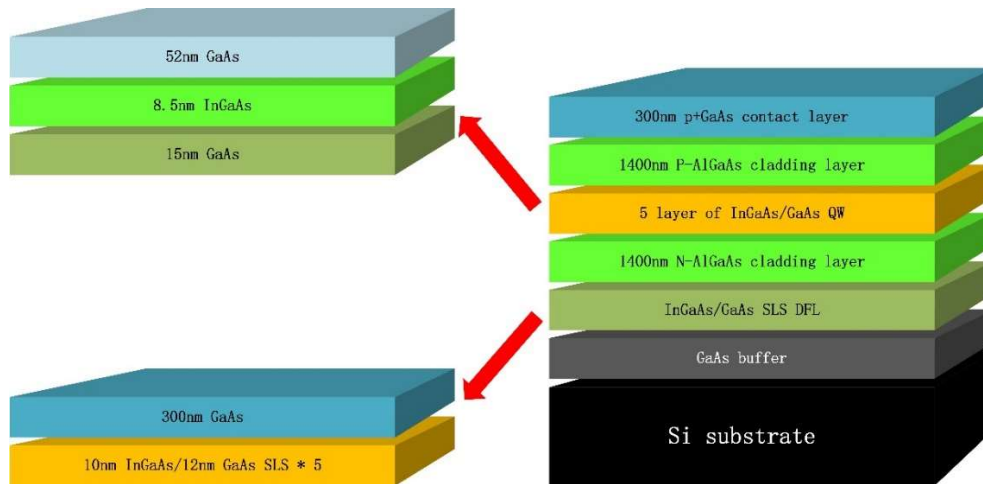 52nm GaAs
8.5nm InGaAs
15nm GaAs
300nm p+GaAs contact layer
1400nm P-AlGaAs cladding layer
5 layer of InGaAs/GaAs QW
1400nm N-AlGaAs cladding layer
InGaAs/GaAs SLS DFL
GaAs buffer
Si substrate
300nm GaAs
10nm InGaAs/12nm GaAs SLS * 5